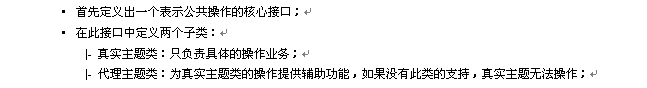 • 首先定义出一个表示公共操作的核心接口；↵
• 在此接口中定义两个子类：↵
|- 真实主题类：只负责具体的操作业务；↵
|- 代理主题类：为真实主题类的操作提供辅助功能，如果没有此类的支持，真实主题无法操作；↵